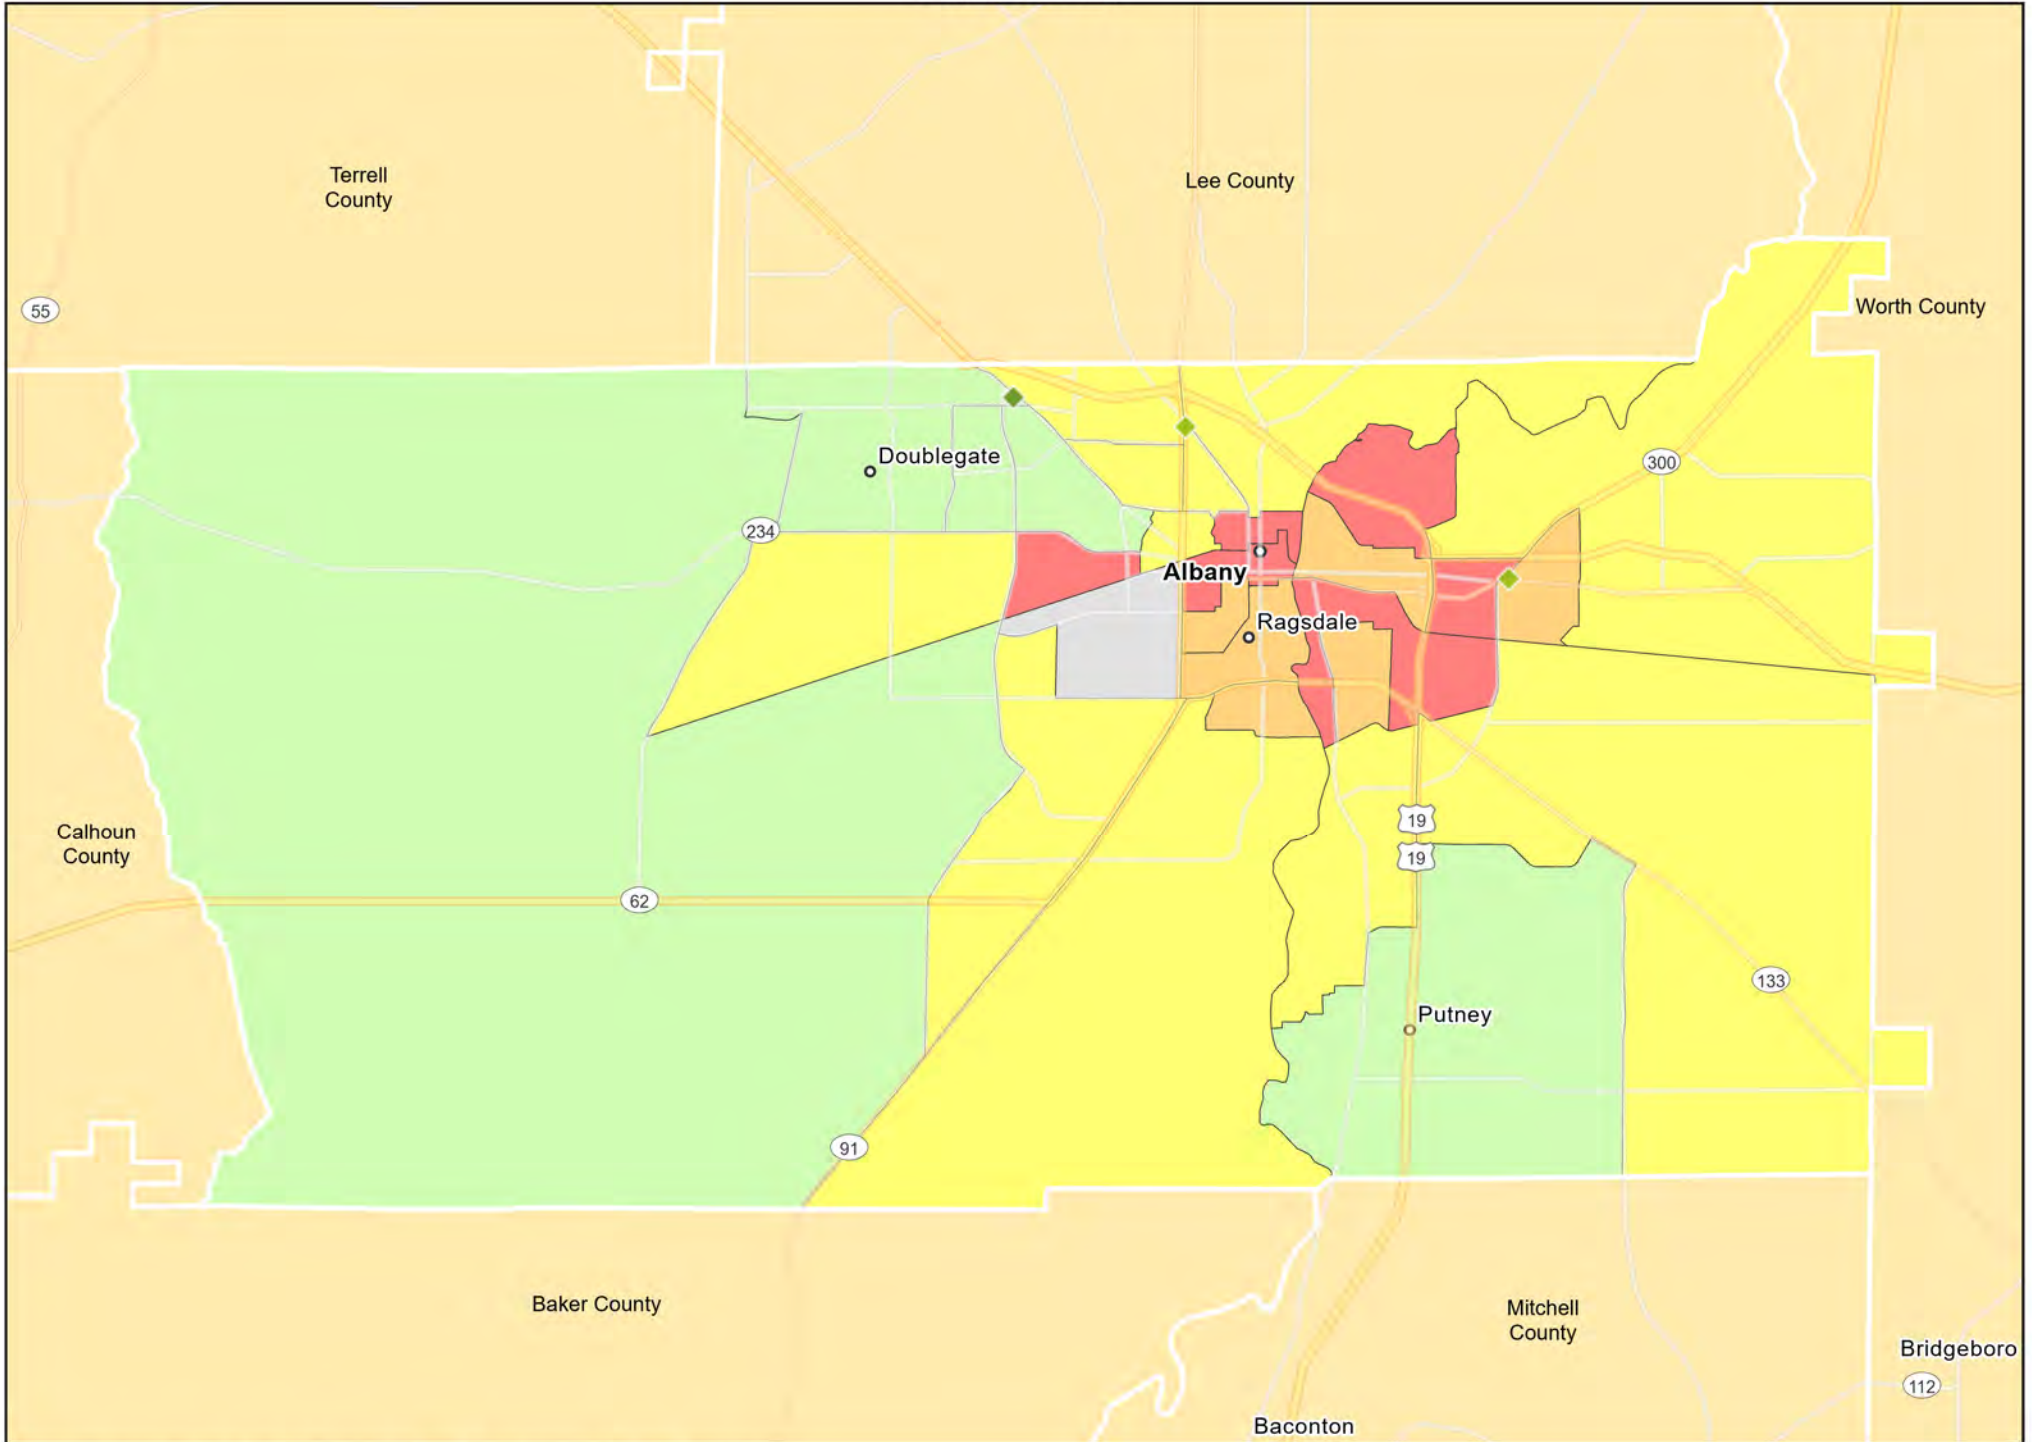 Terrell
County
Lee County
55
Worth County
Doublegate
300
234
Albany
Ragsdale
19
Calhoun
County
19
62
133
Putney
91
Baker County
Mitchell
County
Bridgeboro
112
Baconton